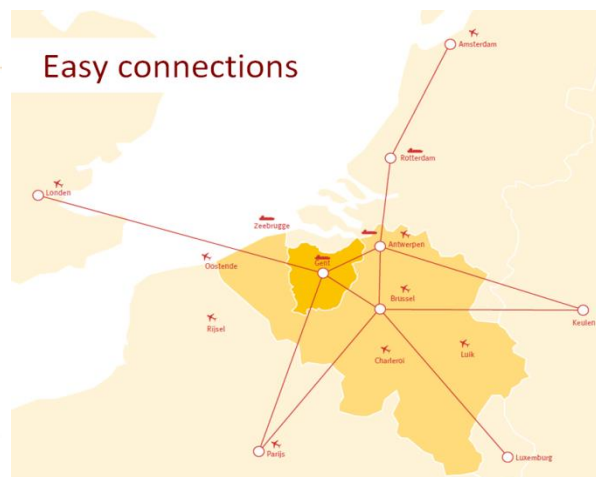 Easy connections
Amsterdam
Rotterdam
Londen
Zeebrugge
Antwerpen
Oostende
Gent
Brussel
Rijsel
Keulen
Luik
Charleroi
Parijs
Luxemburg